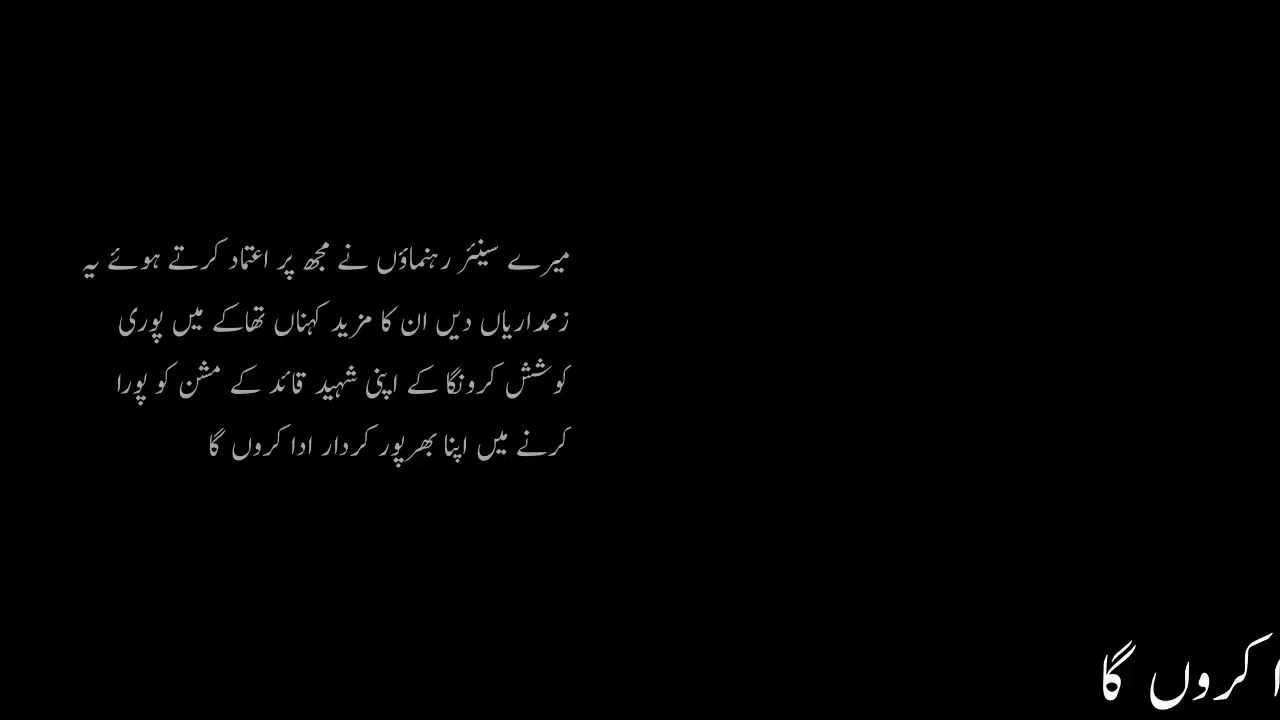 میرے سینئر رہنماؤں نے مجھ پر اعتماد کرتے ہوئے یہ
زممداریاں دیں ان کا مزید کہناں تھاکے میں پوری
کوشش کرونگا کے اپنی شہید قائد کے مشن کو پورا
کرنے میں اپنا بھرپور کردار ادا کروں گا
کروں گا